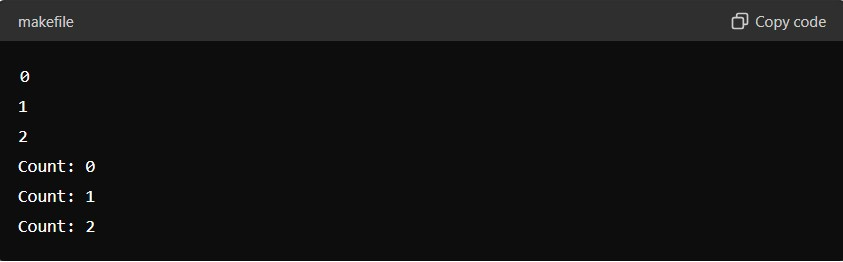 makefile
Copy code
0
1
2
Count: 0
Count: 1
Count: 2